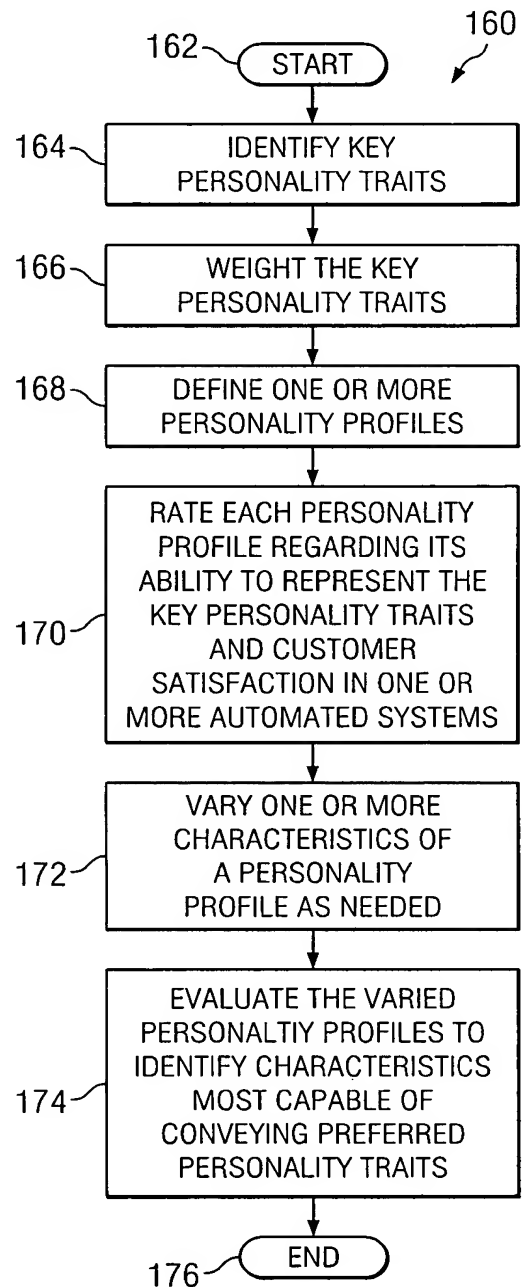 160
162
START
164
IDENTIFY KEY
PERSONALITY TRAITS
166
WEIGHT THE KEY
PERSONALITY TRAITS
168
DEFINE ONE OR MORE
PERSONALITY PROFILES
170
RATE EACH PERSONALITY
PROFILE REGARDING ITS
ABILITY TO REPRESENT THE
KEY PERSONALITY TRAITS
AND CUSTOMER
SATISFACTION IN ONE OR
MORE AUTOMATED SYSTEMS
172
VARY ONE OR MORE
CHARACTERISTICS OF
A PERSONALITY
PROFILE AS NEEDED
174
EVALUATE THE VARIED
PERSONALTIY PROFILES TO
IDENTIFY CHARACTERISTICS
MOST CAPABLE OF
CONVEYING PREFERRED
PERSONALITY TRAITS
176
END